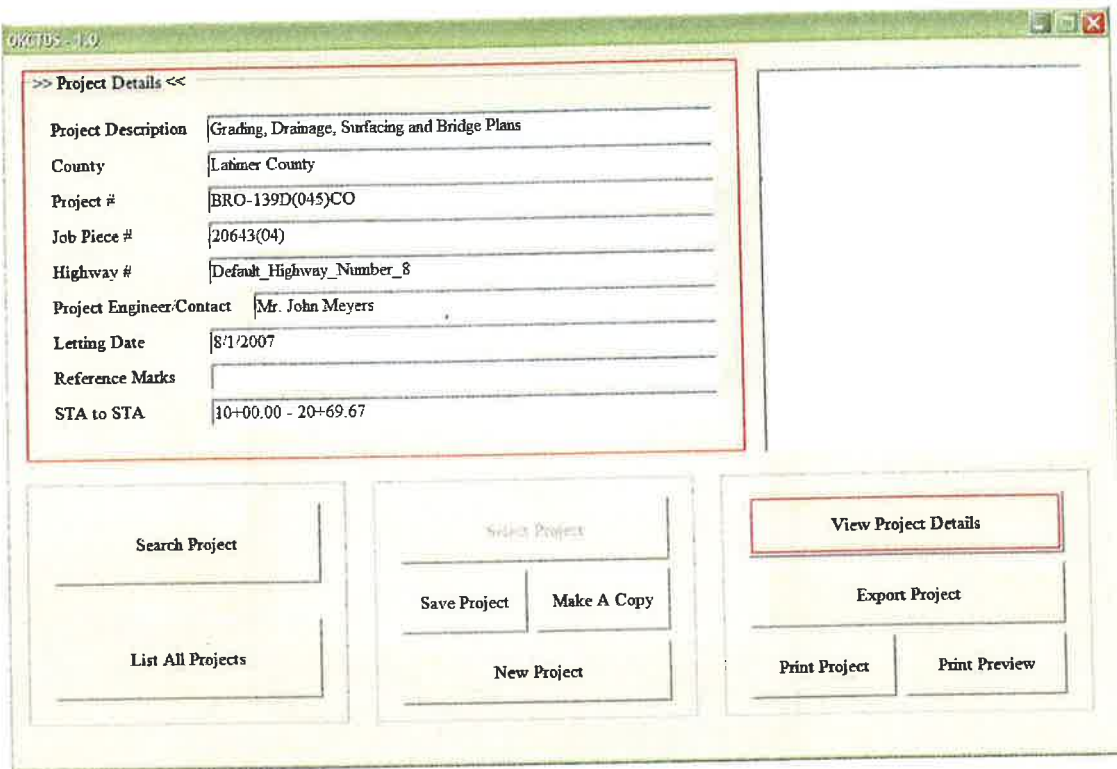 OKCTDS - 1.0
>> Project Details <<
Project Description Grading, Drainage, Surfacing and Bridge Plans
County Latimer County
Project # BRO-139D(045)CO
Job Piece # 20643(04)
Highway # Default_Highway_Number_8
Project Engineer/Contact Mr. John Meyers
Letting Date 8/1/2007
Reference Marks
STA to STA 10+00.00 - 20+69.67
Search Project
List All Projects
Select Project
Save Project Make A Copy
New Project
View Project Details
Export Project
Print Project Print Preview